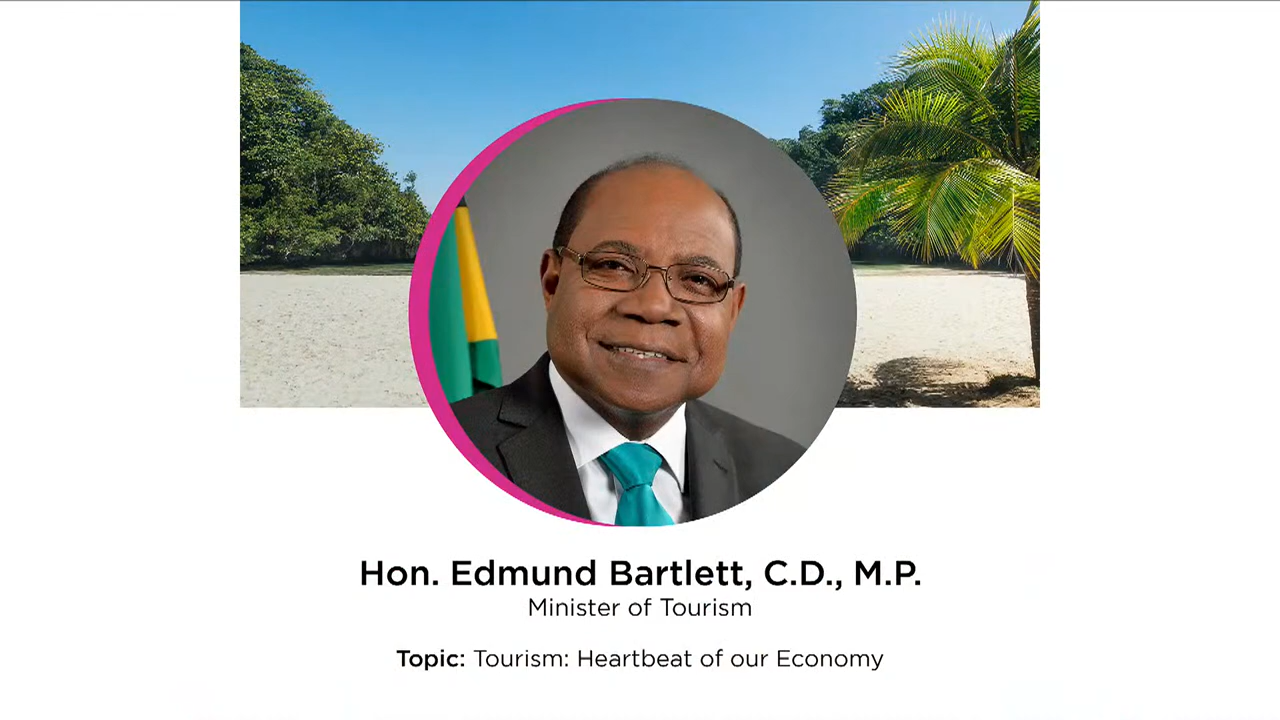 Hon. Edmund Bartlett, C.D., M.P.
Minister of Tourism
Topic: Tourism: Heartbeat of our Economy